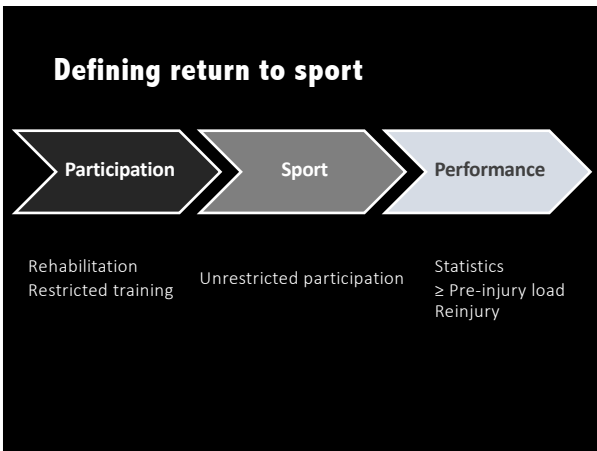 Defining return to sport
Participation
Sport
Performance
Rehabilitation
Restricted training
Unrestricted participation
Statistics
≥ Pre-injury load
Reinjury